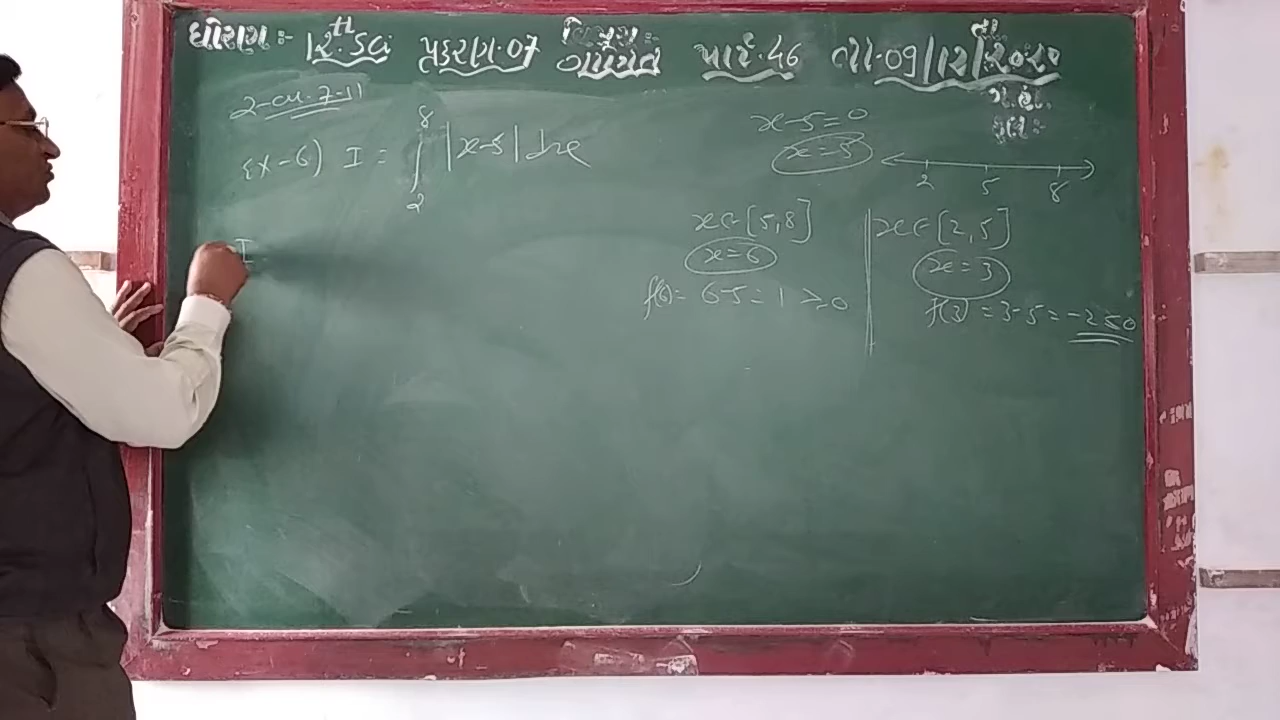 ધોરણ:- 12th Sci પ્રકરણ-07 વિષય:- ગણિત પાર્ટ-46 તા.09/12/2020
સ્વા-7.11
Ex-6) I = ∫₂⁸ |x-5| dx
x-5=0
x=5
2 5 8
x∈[5,8]
x=6
f(6) = 6-5 = 1 ≥ 0
x∈[2,5]
x=3
f(3) = 3-5 = -2 ≤ 0
I